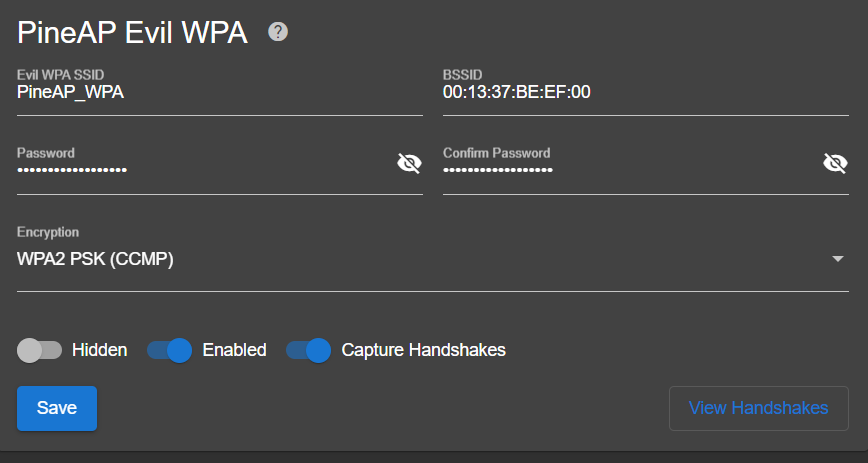 PineAP Evil WPA ?
Evil WPA SSID
PineAP_WPA
BSSID
00:13:37:BE:EF:00
Password
••••••••••••••••••
Confirm Password
••••••••••••••••••
Encryption
WPA2 PSK (CCMP)
Hidden Enabled Capture Handshakes
Save View Handshakes